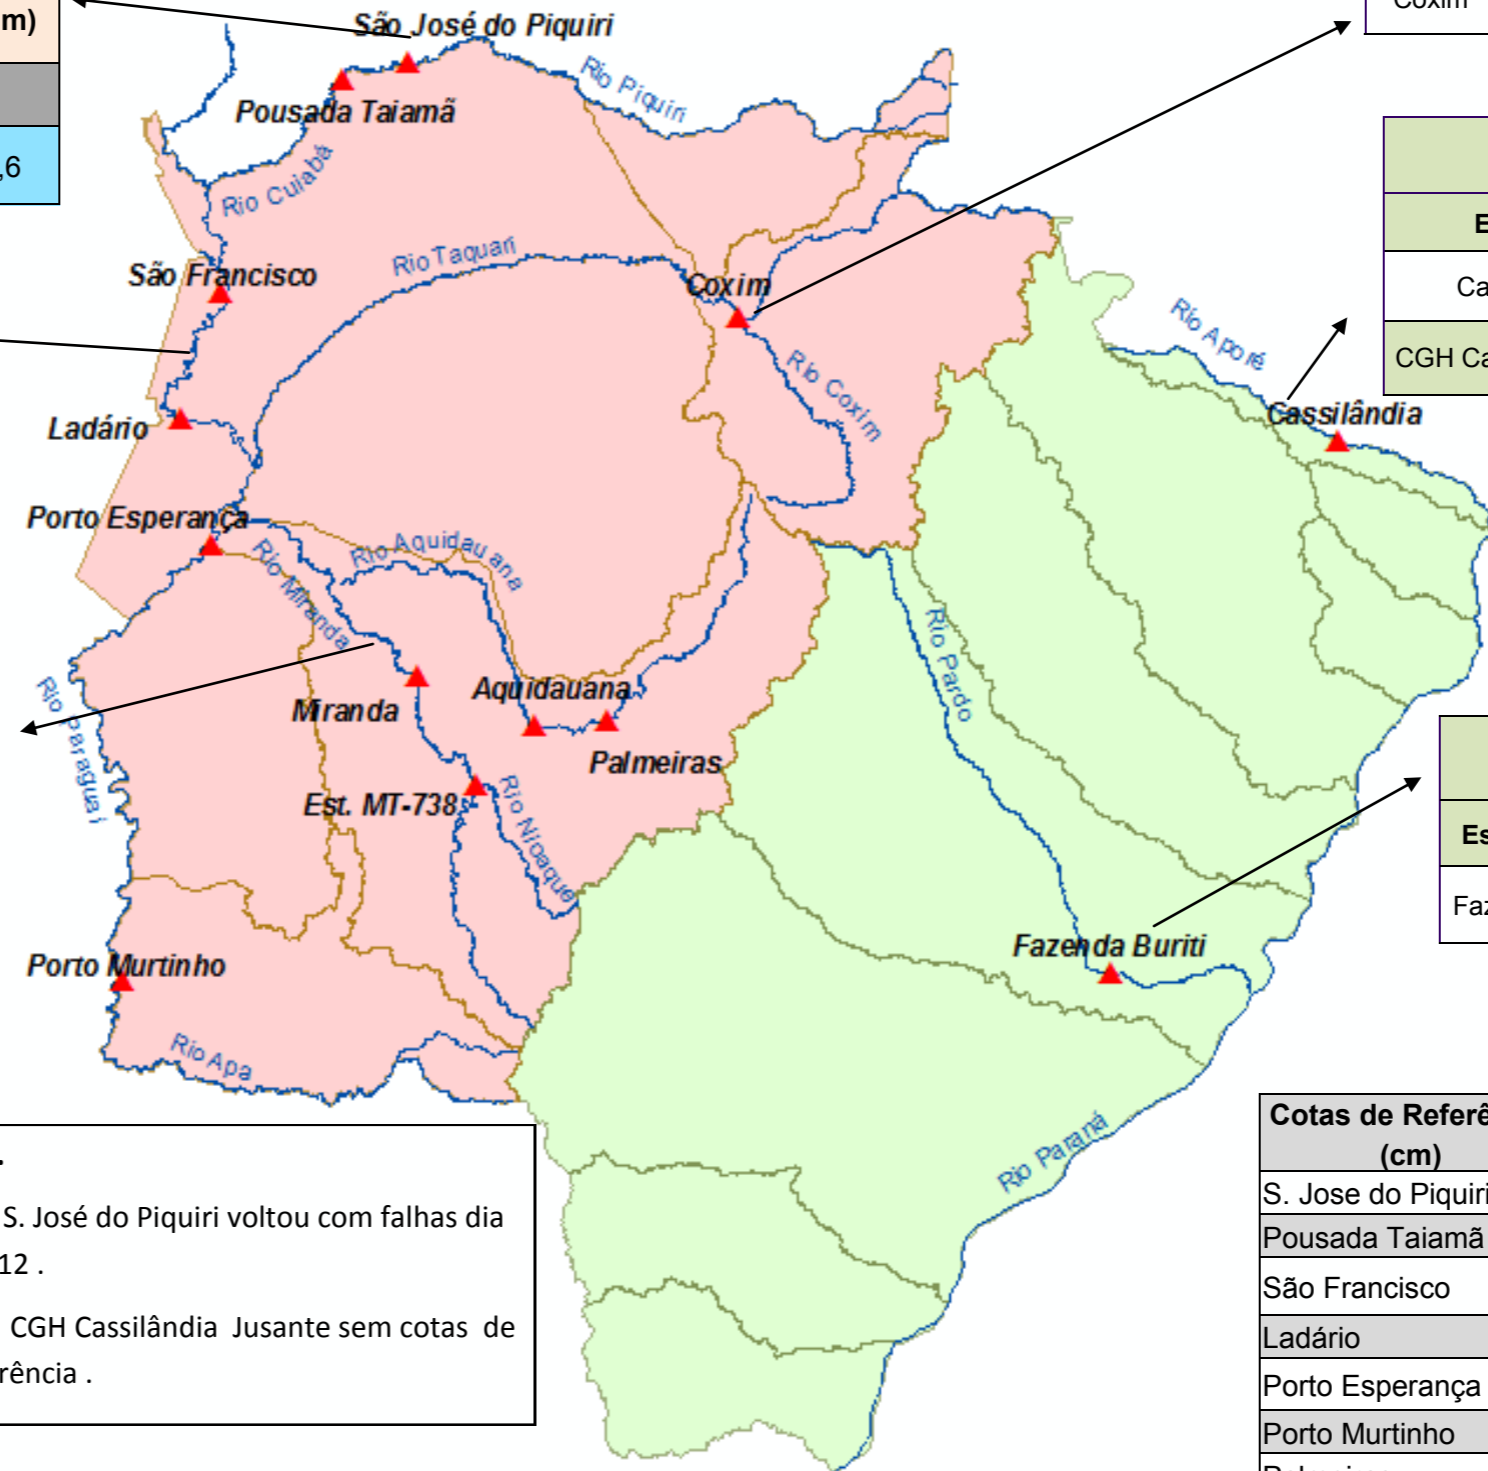 m)
,6
São José do Piquiri
Pousada Taiamã
Rio Piquiri
Rio Cuiabá
Rio Taquari
São Francisco
Coxim
Coxim
Rio Coxim
Rio Aporé
Cassilândia
E
Ca
CGH Ca
Ladário
Porto Esperança
Rio Aquidauana
Rio Miranda
Rio Pardo
Rio Paraguai
Miranda
Aquidauana
Palmeiras
Est. MT-738
Rio Nioaque
Es
Faz
Fazenda Buriti
Porto Murtinho
Rio Apa
Rio Paraná
.
S. José do Piquiri voltou com falhas dia
12 .
CGH Cassilândia Jusante sem cotas de
rência .
Cotas de Referê
(cm)
S. Jose do Piquiri
Pousada Taiamã
São Francisco
Ladário
Porto Esperança
Porto Murtinho